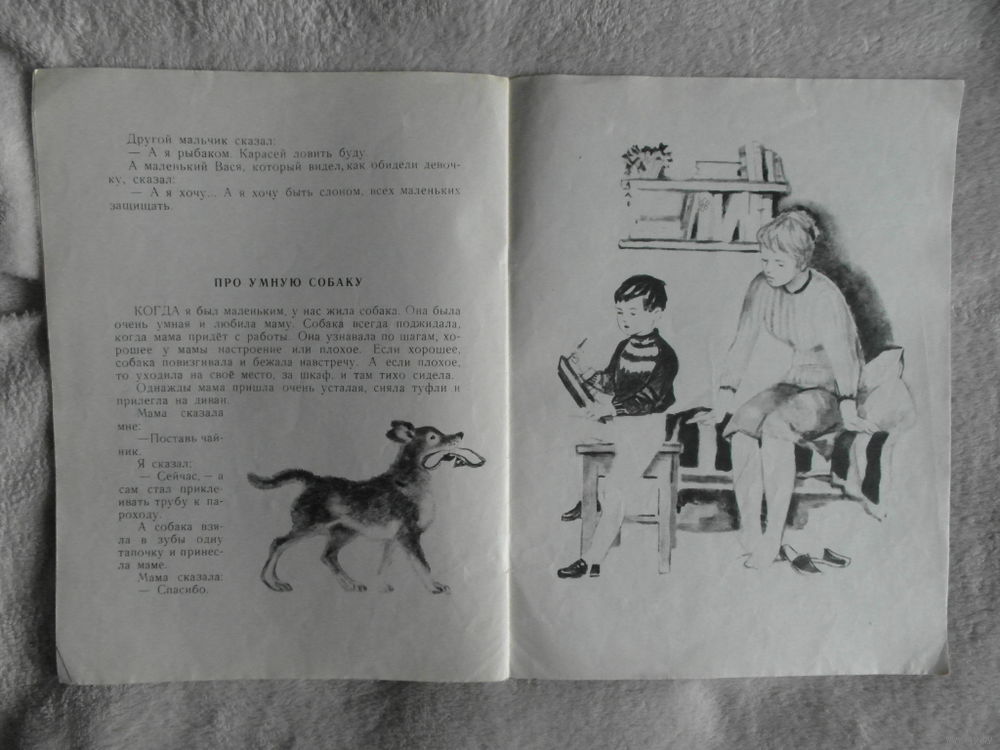 Другой мальчик сказал:
— А я рыбаком. Карасей ловить буду.
А маленький Вася, который видел, как обидели девоч-
ку, сказал:
— А я хочу... А я хочу быть слоном, всех маленьких
защищать.
ПРО УМНУЮ СОБАКУ
КОГДА я был маленьким, у нас жила собака. Она была
очень умная и любила маму. Собака всегда поджидала,
когда мама придёт с работы. Она узнавала по шагам, хо-
рошее у мамы настроение или плохое. Если хорошее,
собака повизгивала и бежала навстречу. А если плохое,
то уходила на своё место, за шкаф, и там тихо сидела.
Однажды мама пришла очень усталая, сняла туфли и
прилегла на диван.
Мама сказала
мне:
—Поставь чай-
ник.
Я сказал:
— Сейчас, — а
сам стал прикле-
ивать трубу к па-
роходу.
А собака взя-
ла в зубы одну
тапочку и принес-
ла маме.
Мама сказала:
— Спасибо.